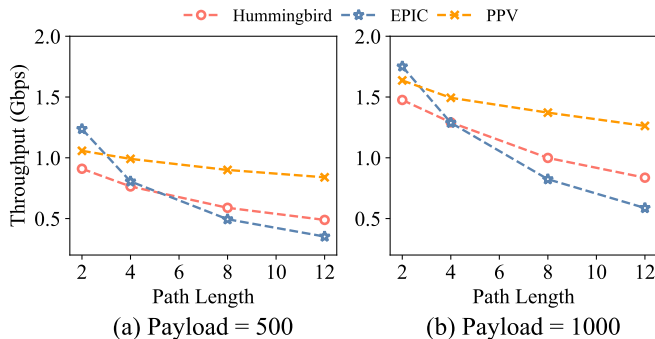 Hummingbird EPIC PPV
Throughput (Gbps)
2.0
1.5
1.0
0.5
2 4 6 8 10 12
Path Length
(a) Payload = 500
2.0
1.5
1.0
0.5
2 4 6 8 10 12
Path Length
(b) Payload = 1000